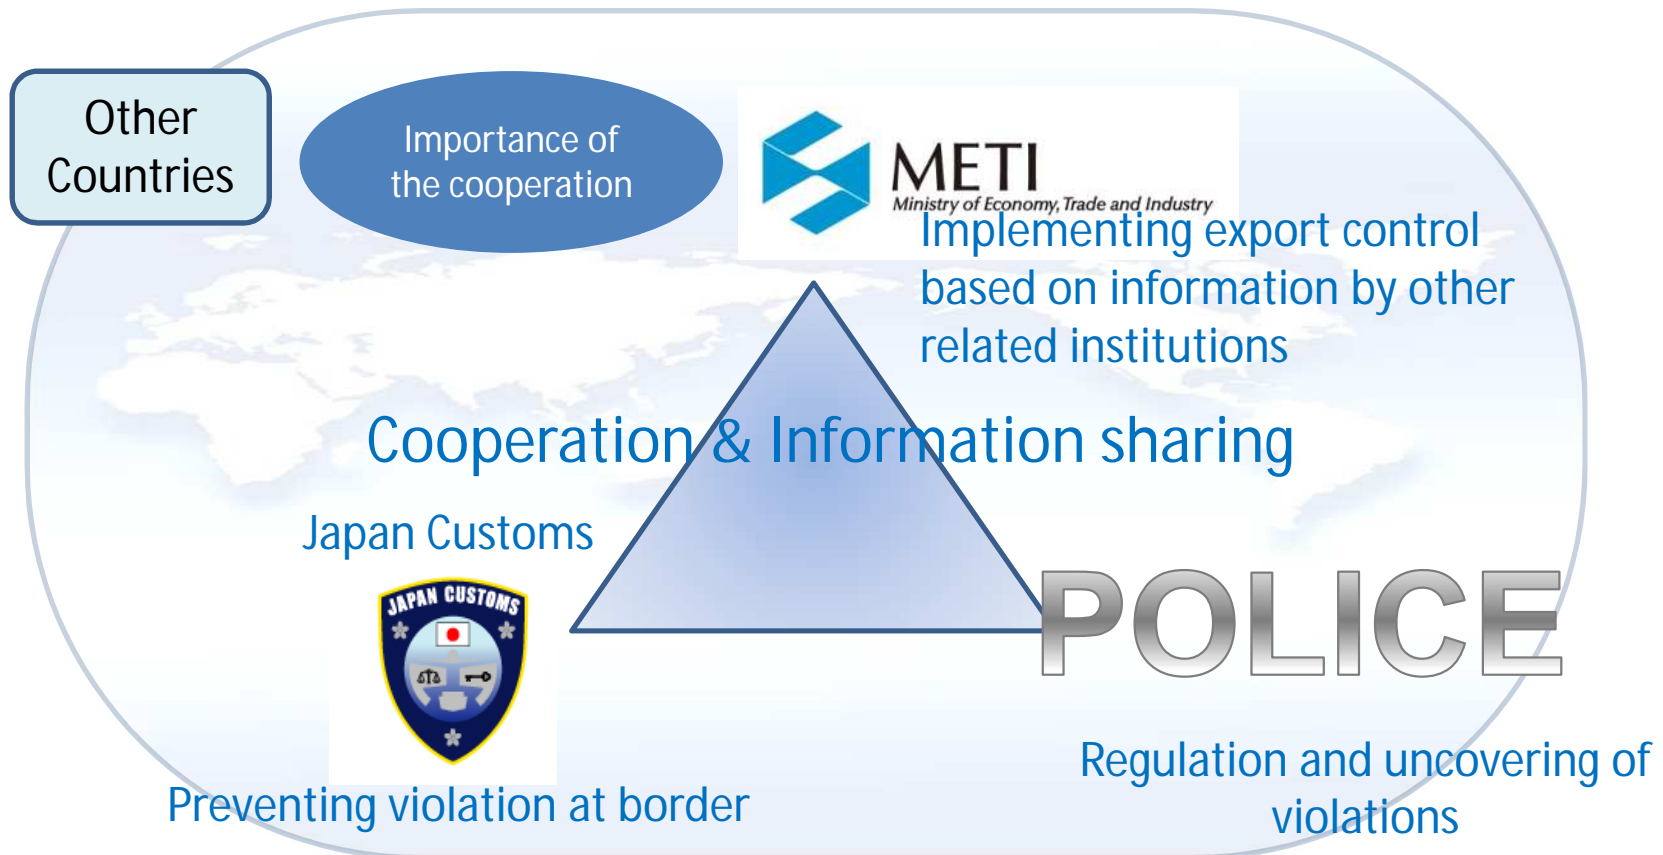 Other
Countries
Importance of
the cooperation
METI
Ministry of Economy, Trade and Industry
Implementing export control
based on information by other
related institutions
Cooperation & Information sharing
Japan Customs
JAPAN CUSTOMS
POLICE
Preventing violation at border
Regulation and uncovering of
violations